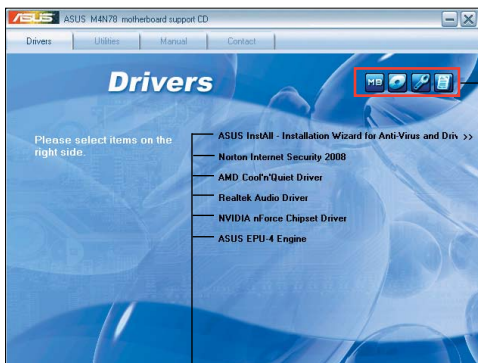 ASUS M4N78 motherboard support CD
Drivers Utilities Manual Contact
Drivers
MB
Please select items on the
right side.
ASUS InstAll - Installation Wizard for Anti-Virus and Driv >>
Norton Internet Security 2008
AMD Cool'n'Quiet Driver
Realtek Audio Driver
NVIDIA nForce Chipset Driver
ASUS EPU-4 Engine